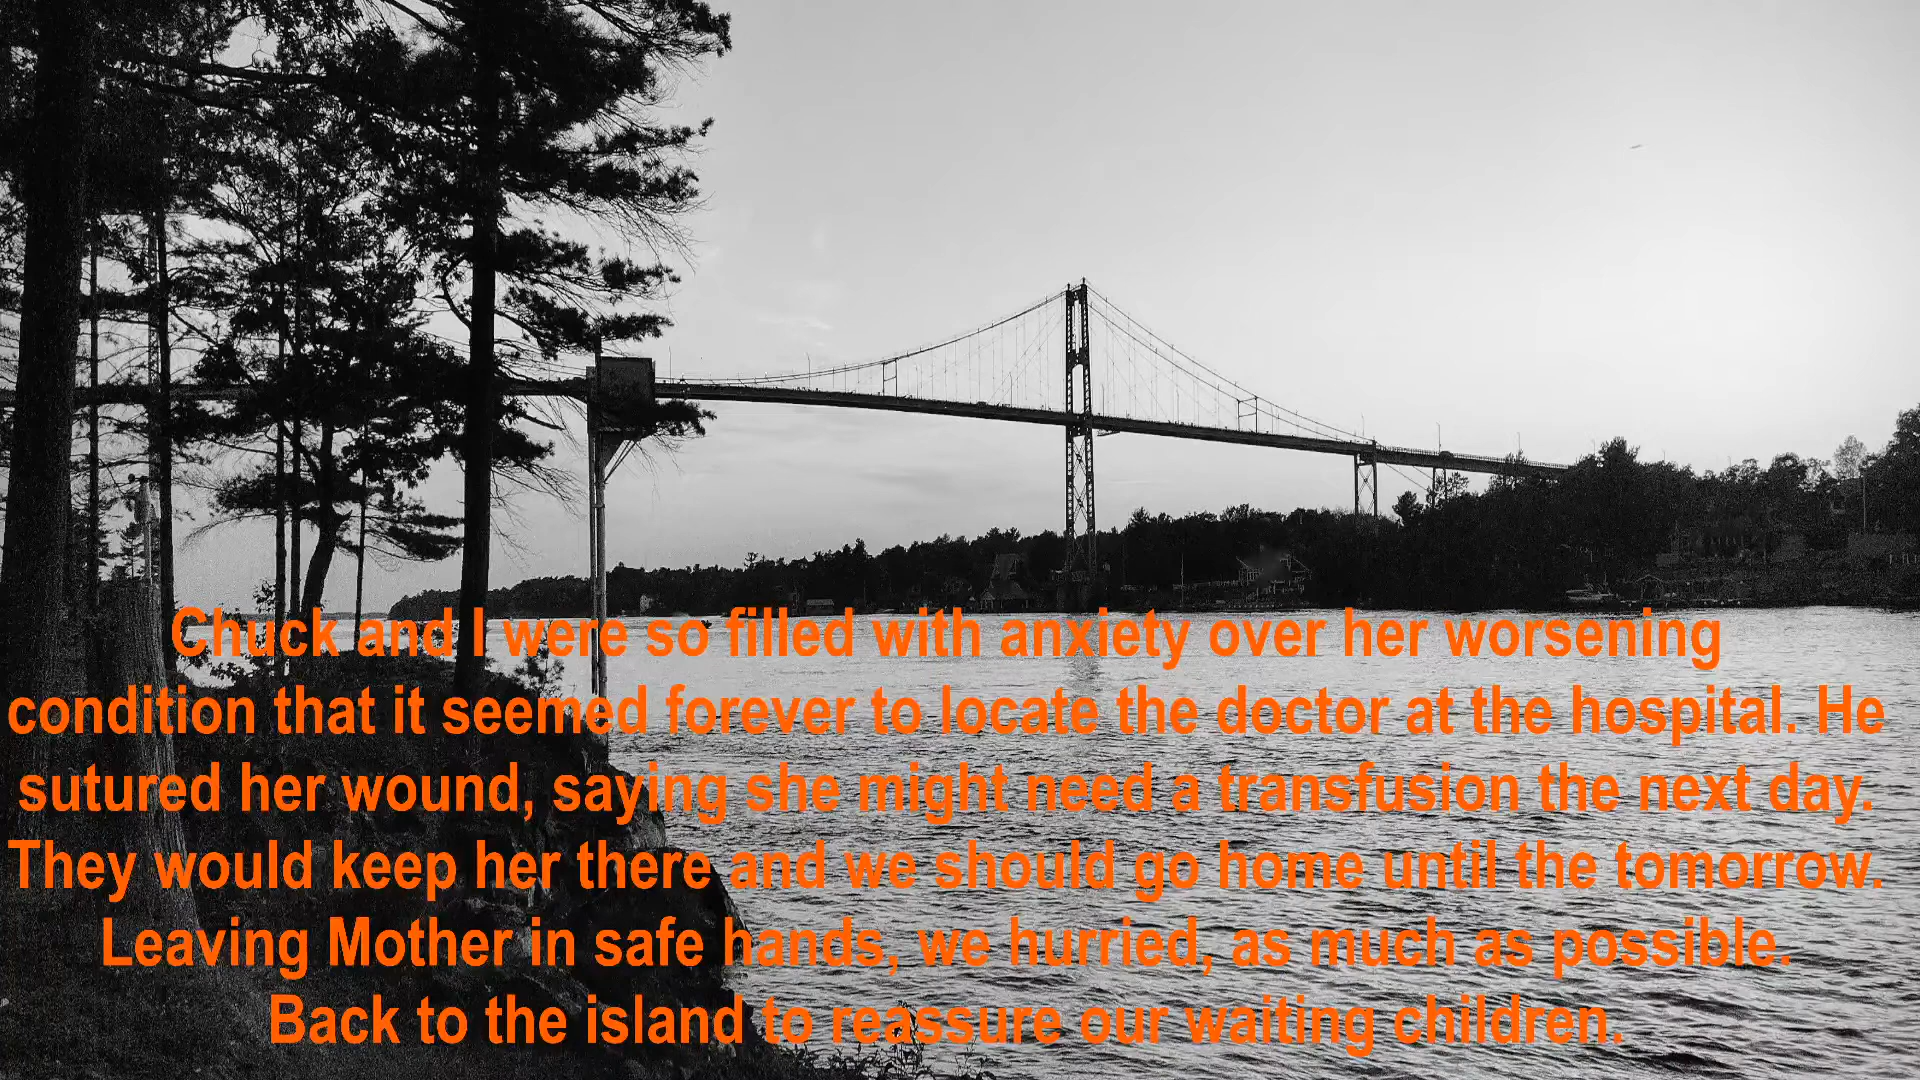 Chuck and I were so filled with anxiety over her worsening
condition that it seemed forever to locate the doctor at the hospital. He
sutured her wound, saying she might need a transfusion the next day.
They would keep her there and we should go home until the tomorrow.
Leaving Mother in safe hands, we hurried, as much as possible.
Back to the island to reassure our waiting children.